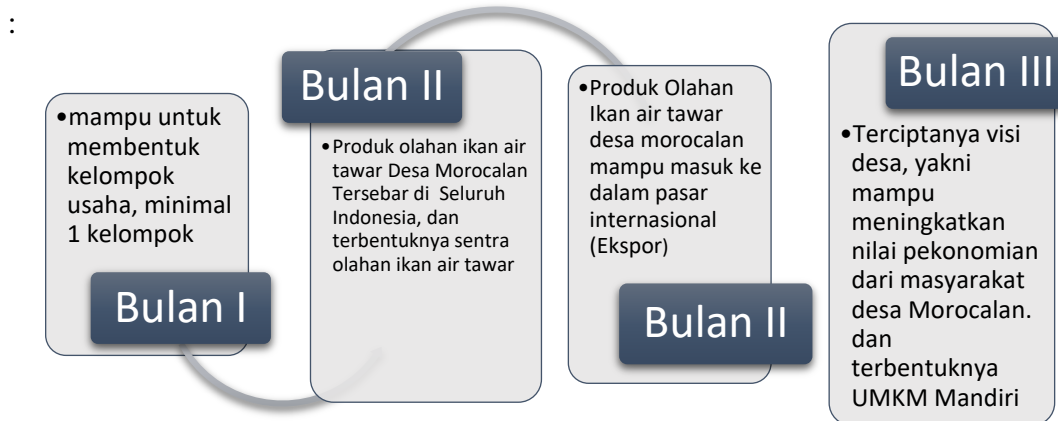 :
•mampu untuk
membentuk
kelompok
usaha, minimal
1 kelompok
Bulan I
Bulan II
•Produk olahan ikan air
tawar Desa Morocalan
Tersebar di Seluruh
Indonesia, dan
terbentuknya sentra
olahan ikan air tawar
•Produk Olahan
Ikan air tawar
desa morocalan
mampu masuk ke
dalam pasar
internasional
(Ekspor)
Bulan II
Bulan III
•Terciptanya visi
desa, yakni
mampu
meningkatkan
nilai pekonomian
dari masyarakat
desa Morocalan.
dan
terbentuknya
UMKM Mandiri